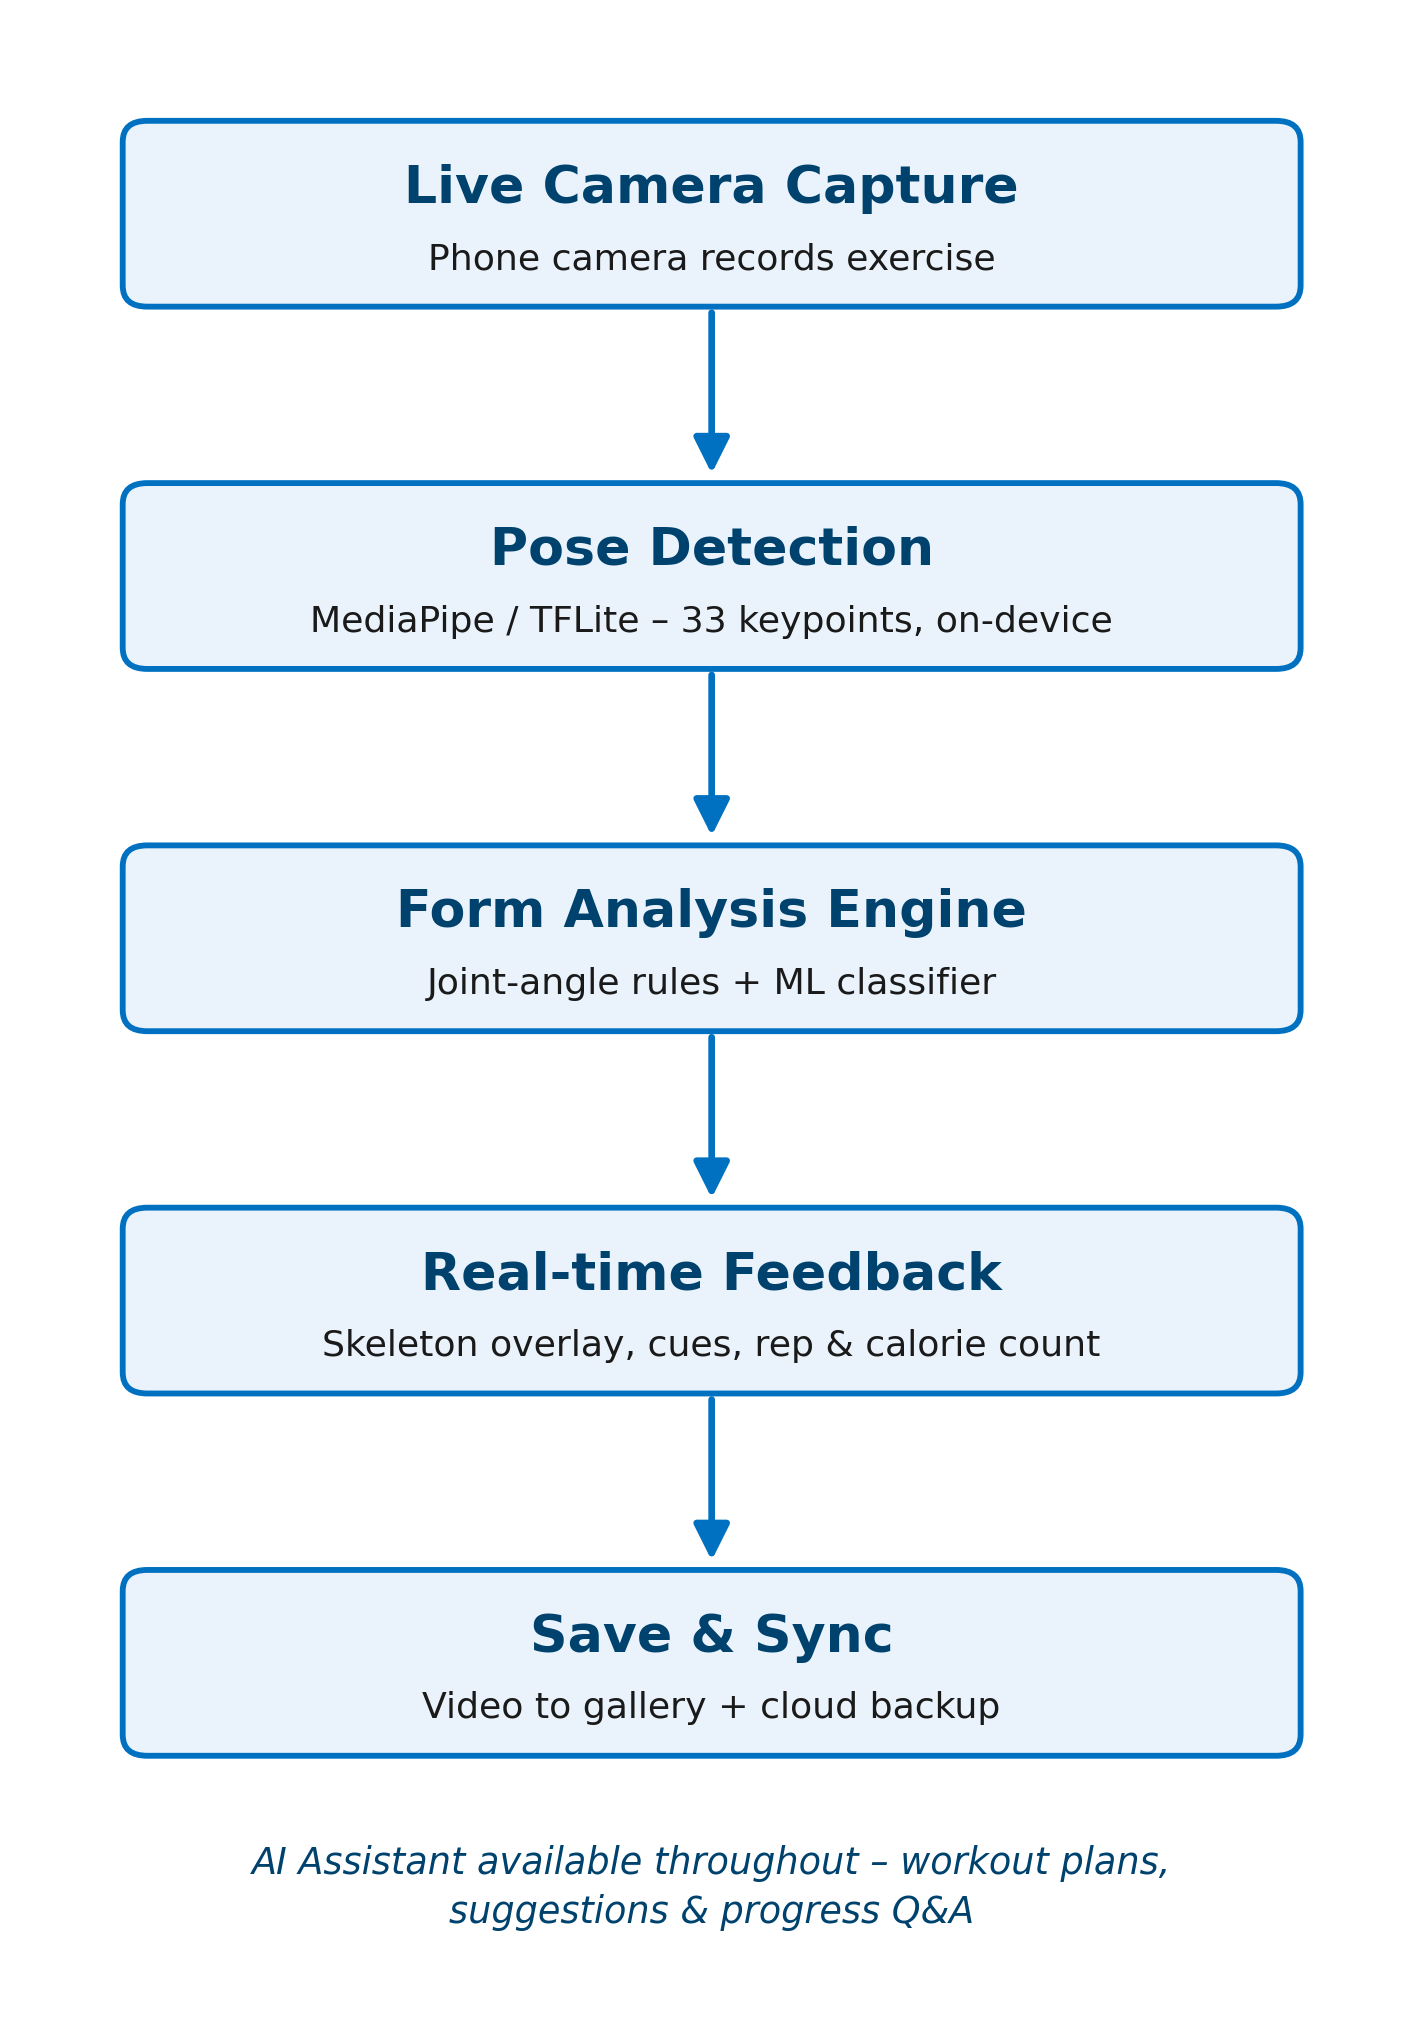 Live Camera Capture
Phone camera records exercise
Pose Detection
MediaPipe / TFLite – 33 keypoints, on-device
Form Analysis Engine
Joint-angle rules + ML classifier
Real-time Feedback
Skeleton overlay, cues, rep & calorie count
Save & Sync
Video to gallery + cloud backup
AI Assistant available throughout – workout plans,
suggestions & progress Q&A